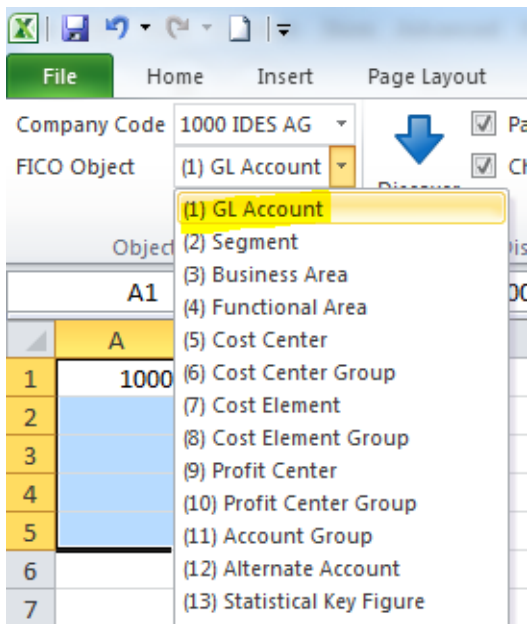 File Home Insert Page Layout
Company Code 1000 IDES AG
FICO Object (1) GL Account
Discover
(1) GL Account
Object
(2) Segment
(3) Business Area
A1
(4) Functional Area
A
(5) Cost Center
1 1000
(6) Cost Center Group
2
(7) Cost Element
3
(8) Cost Element Group
4
(9) Profit Center
(10) Profit Center Group
5
(11) Account Group
6
(12) Alternate Account
7
(13) Statistical Key Figure